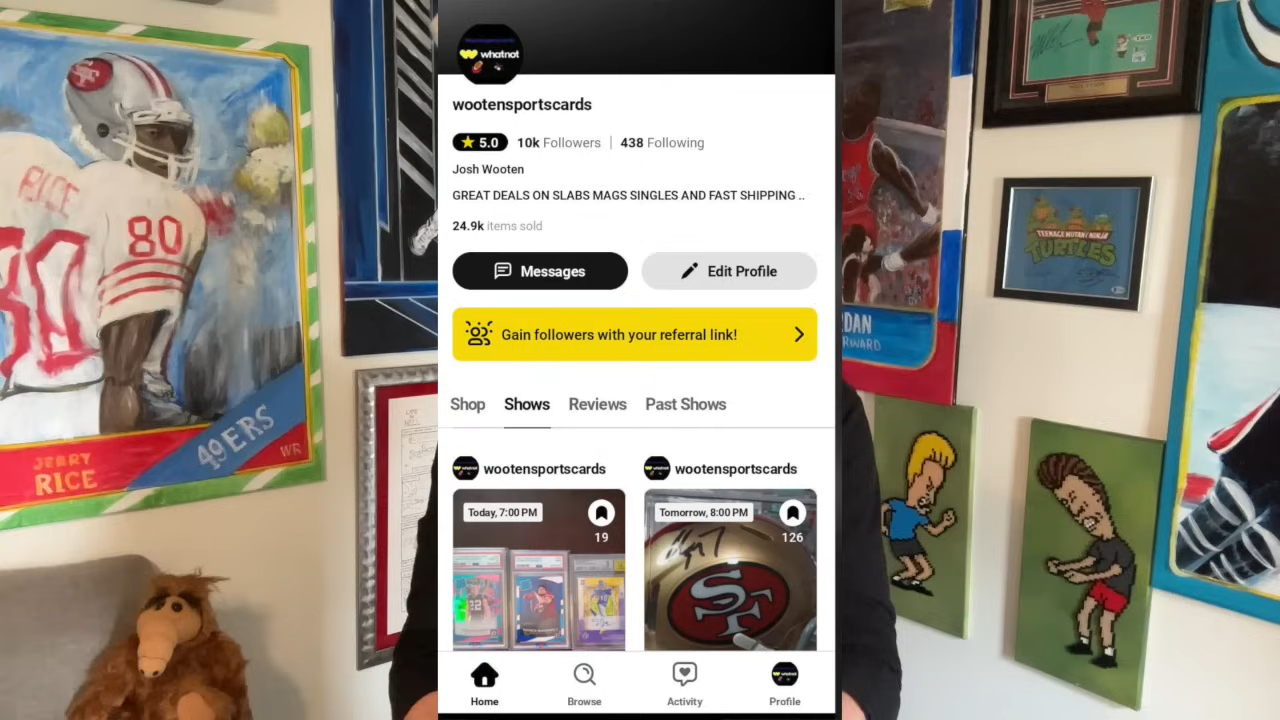 whatnot
wootensportscards
5.0 10k Followers 438 Following
Josh Wooten
GREAT DEALS ON SLABS MAGS SINGLES AND FAST SHIPPING ..
24.9k items sold
Messages Edit Profile
Gain followers with your referral link!
Shop Shows Reviews Past Shows
wootensportscards wootensportscards
Today, 7:00 PM Tomorrow, 8:00 PM
19 126
22
SF
Home Browse Activity Profile
RICE
80
80
49ERS
JERRY
RICE
WR
TEENAGE MUTANT NINJA
TURTLES